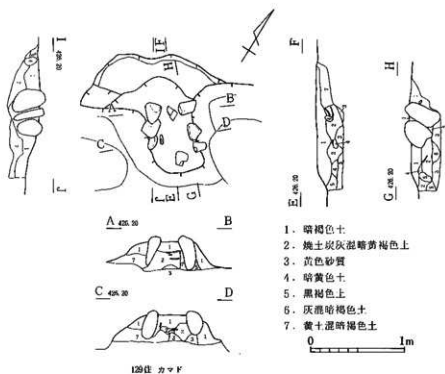 I
426.20
J
I
F
H
A
B
C
D
J
E
G
F
E 426.20
H
G 426.20
A 426.20
B
C 426.20
D
129住 カマド
1. 暗褐色土
2. 焼土炭灰混暗黄褐色土
3. 黄色砂質
4. 暗黄色土
5. 黒褐色土
6. 灰混暗褐色土
7. 黄土混暗褐色土
0
1m